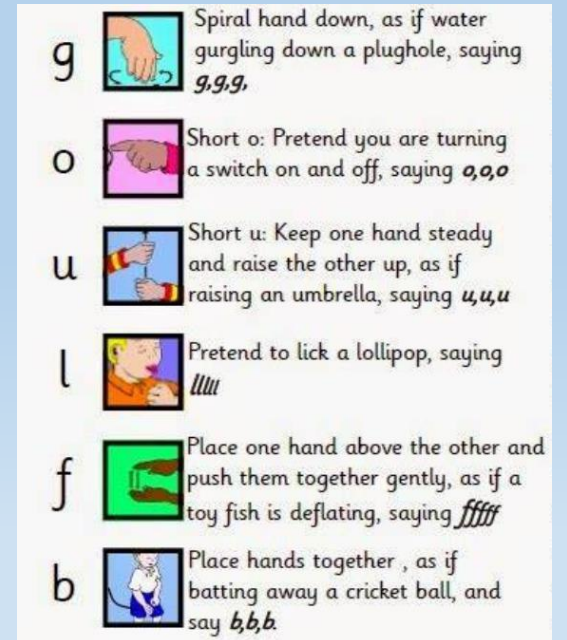 g
Spiral hand down, as if water
gurgling down a plughole, saying
g,g,g,
o
Short o: Pretend you are turning
a switch on and off, saying o,o,o
u
Short u: Keep one hand steady
and raise the other up, as if
raising an umbrella, saying u,u,u
l
Pretend to lick a lollipop, saying
lllll
f
Place one hand above the other and
push them together gently, as if a
toy fish is deflating, saying fffff
b
Place hands together , as if
batting away a cricket ball, and
say b,b,b.